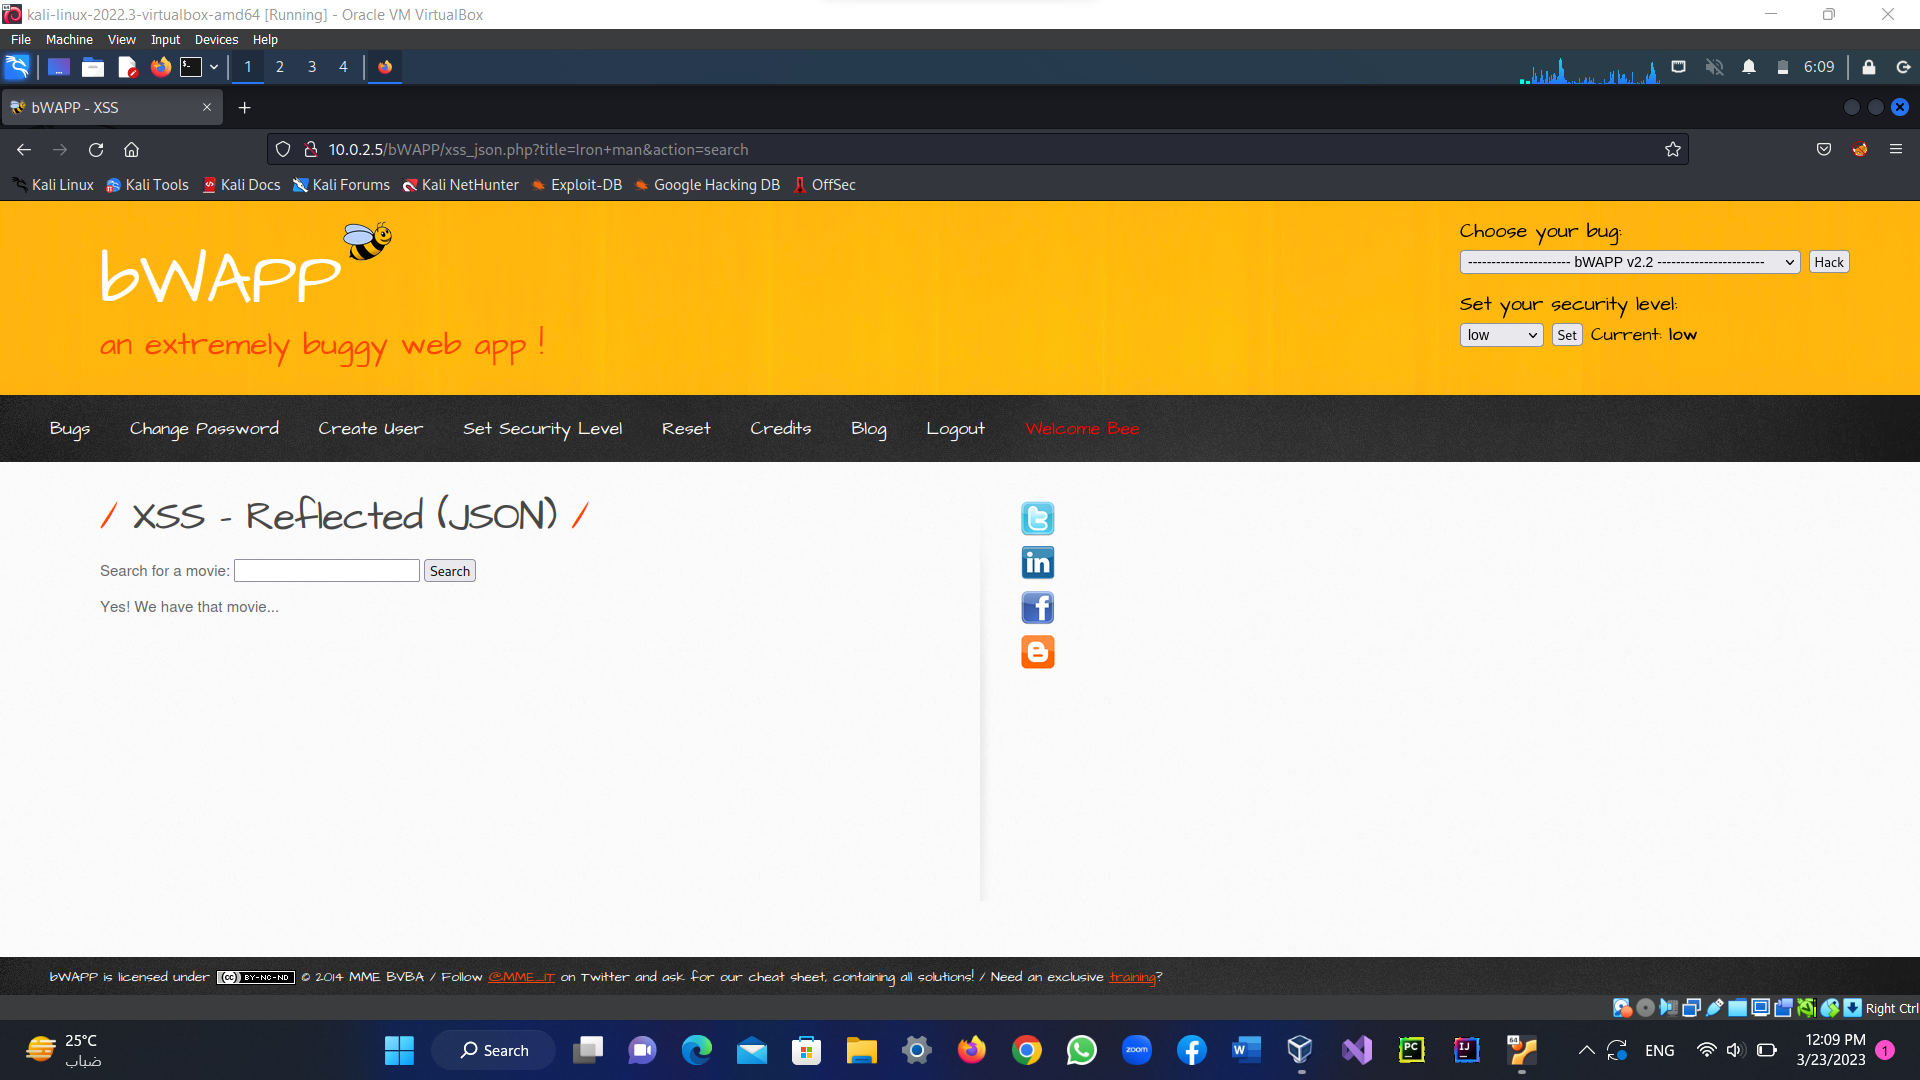 kali-linux-2022.3-virtualbox-amd64 [Running] - Oracle VM VirtualBox
File Machine View Input Devices Help
1 2 3 4 6:09
bWAPP - XSS
10.0.2.5/bWAPP/xss_json.php?title=Iron+man&action=search
Kali Linux Kali Tools Kali Docs Kali Forums Kali NetHunter Exploit-DB Google Hacking DB OffSec
bWAPP
an extremely buggy web app !
Choose your bug:
---------------------- bWAPP v2.2 ----------------------- Hack
Set your security level:
low Set Current: low
Bugs Change Password Create User Set Security Level Reset Credits Blog Logout Welcome Bee
/ XSS - Reflected (JSON) /
Search for a movie: Search
Yes! We have that movie...
bWAPP is licensed under (cc) BY-NC-ND © 2014 MME BVBA / Follow @MME_IT on Twitter and ask for our cheat sheet, containing all solutions! / Need an exclusive training?
Right Ctrl
25°C
ضباب
Search
zoom
ENG
12:09 PM
3/23/2023
1